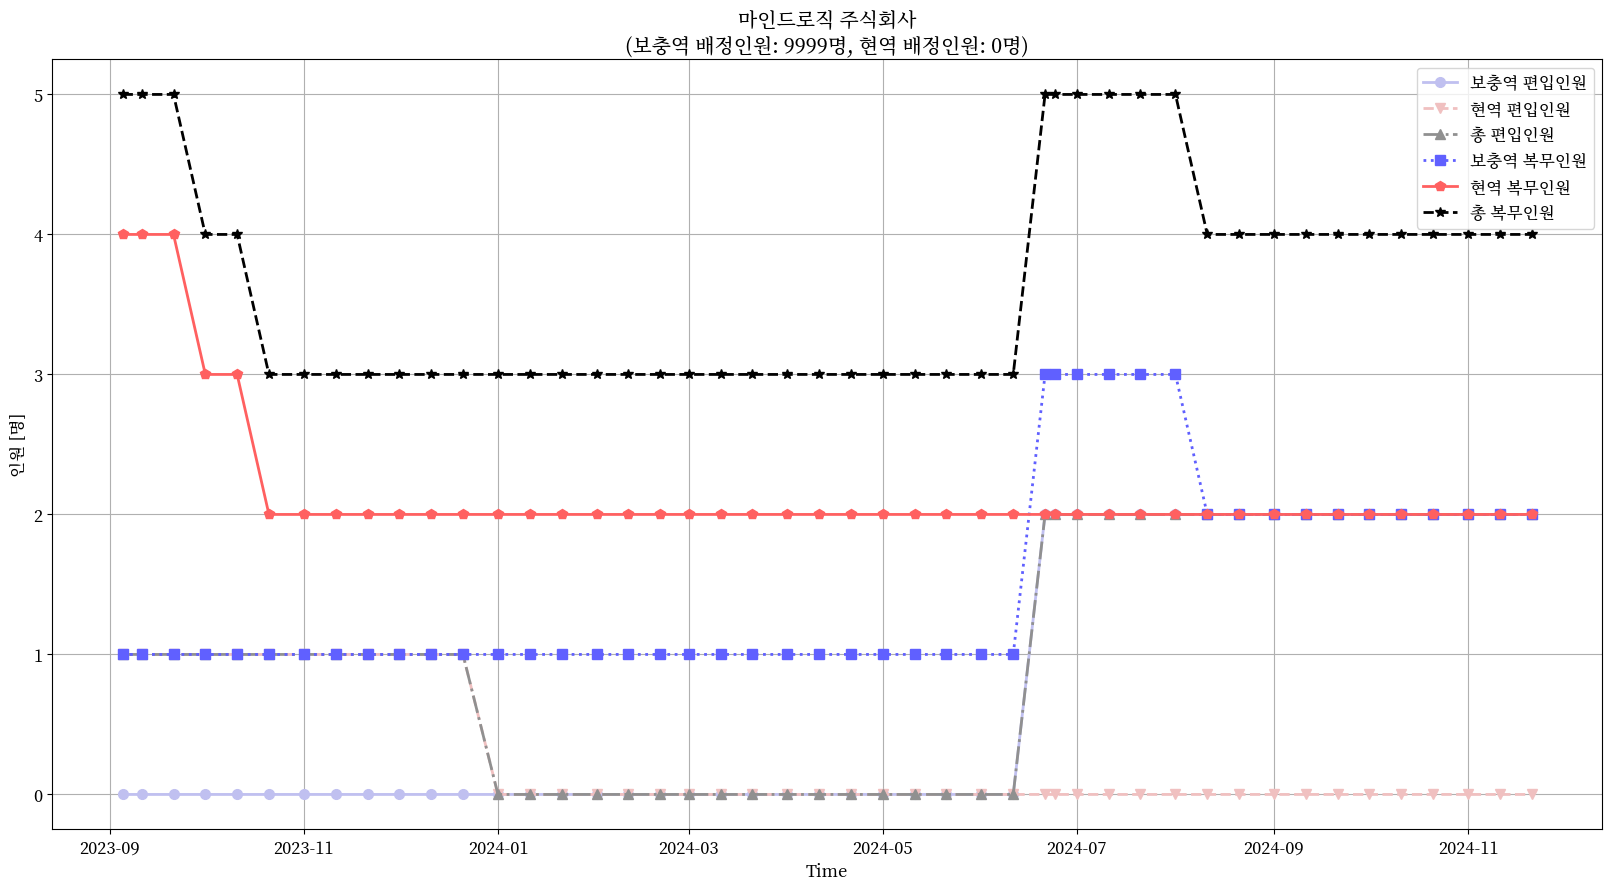 마인드로직 주식회사
(보충역 배정인원: 9999명, 현역 배정인원: 0명)
보충역 편입인원
현역 편입인원
총 편입인원
보충역 복무인원
현역 복무인원
총 복무인원
인원 [명]
5
4
3
2
1
0
2023-09
2023-11
2024-01
2024-03
2024-05
2024-07
2024-09
2024-11
Time